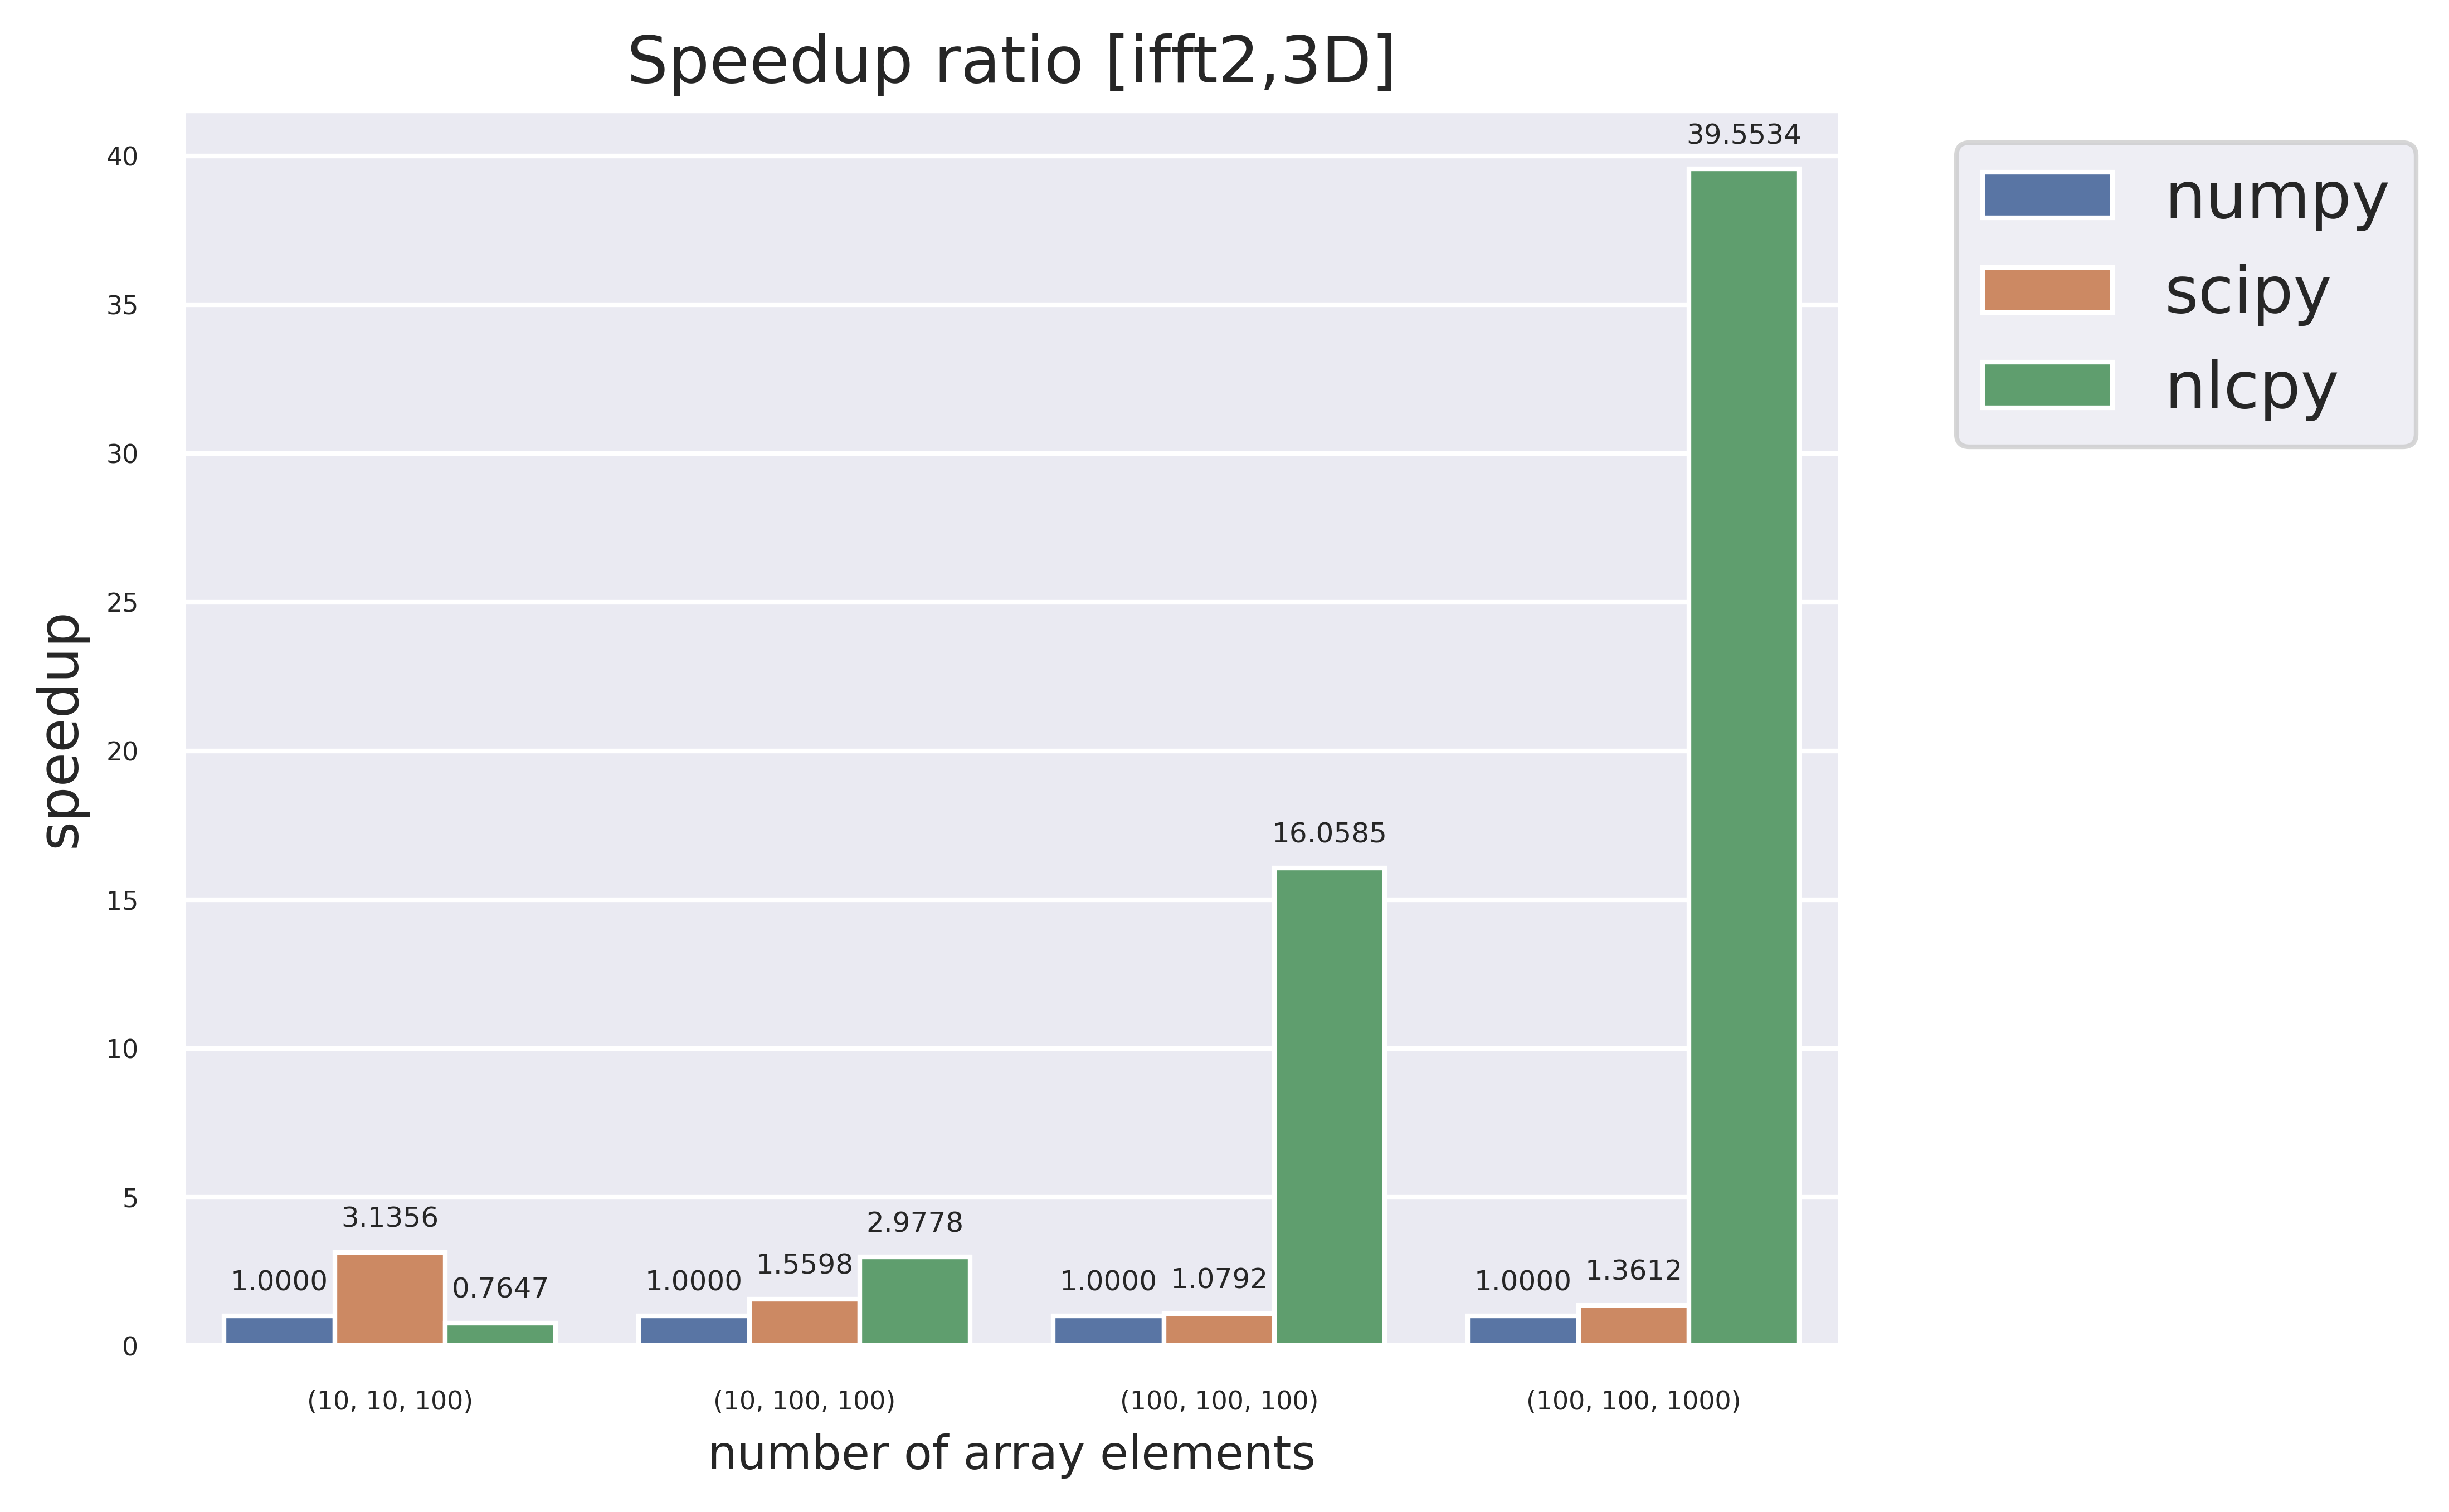 Speedup ratio [ifft2,3D]
numpy
scipy
nlcpy
speedup
40
35
30
25
20
15
10
5
0
1.0000
3.1356
0.7647
1.0000
1.5598
2.9778
1.0000
1.0792
16.0585
1.0000
1.3612
39.5534
(10, 10, 100)
(10, 100, 100)
(100, 100, 100)
(100, 100, 1000)
number of array elements